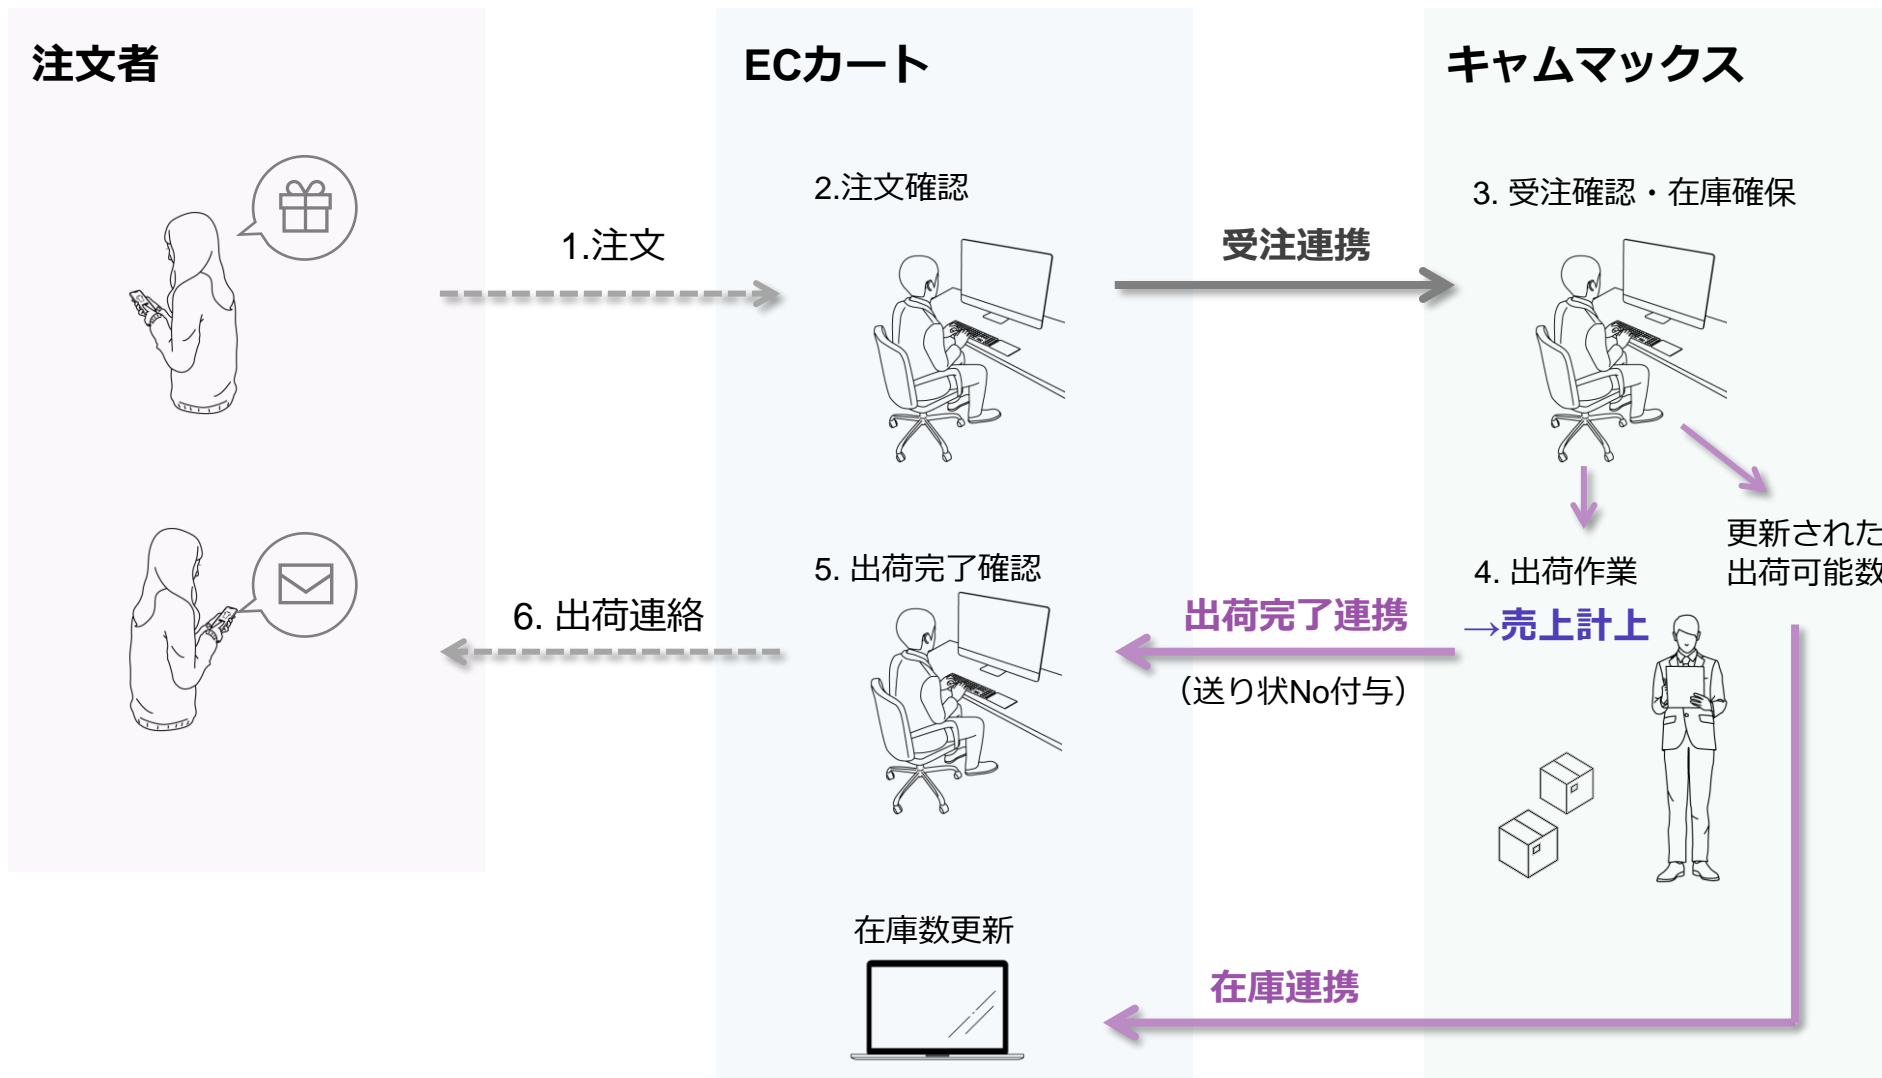 注文者
ECカート
キャムマックス
2.注文確認
3. 受注確認・在庫確保
1.注文
受注連携
更新された
出荷可能数
5. 出荷完了確認
4. 出荷作業
6. 出荷連絡
出荷完了連携
→売上計上
（送り状No付与）
在庫数更新
在庫連携